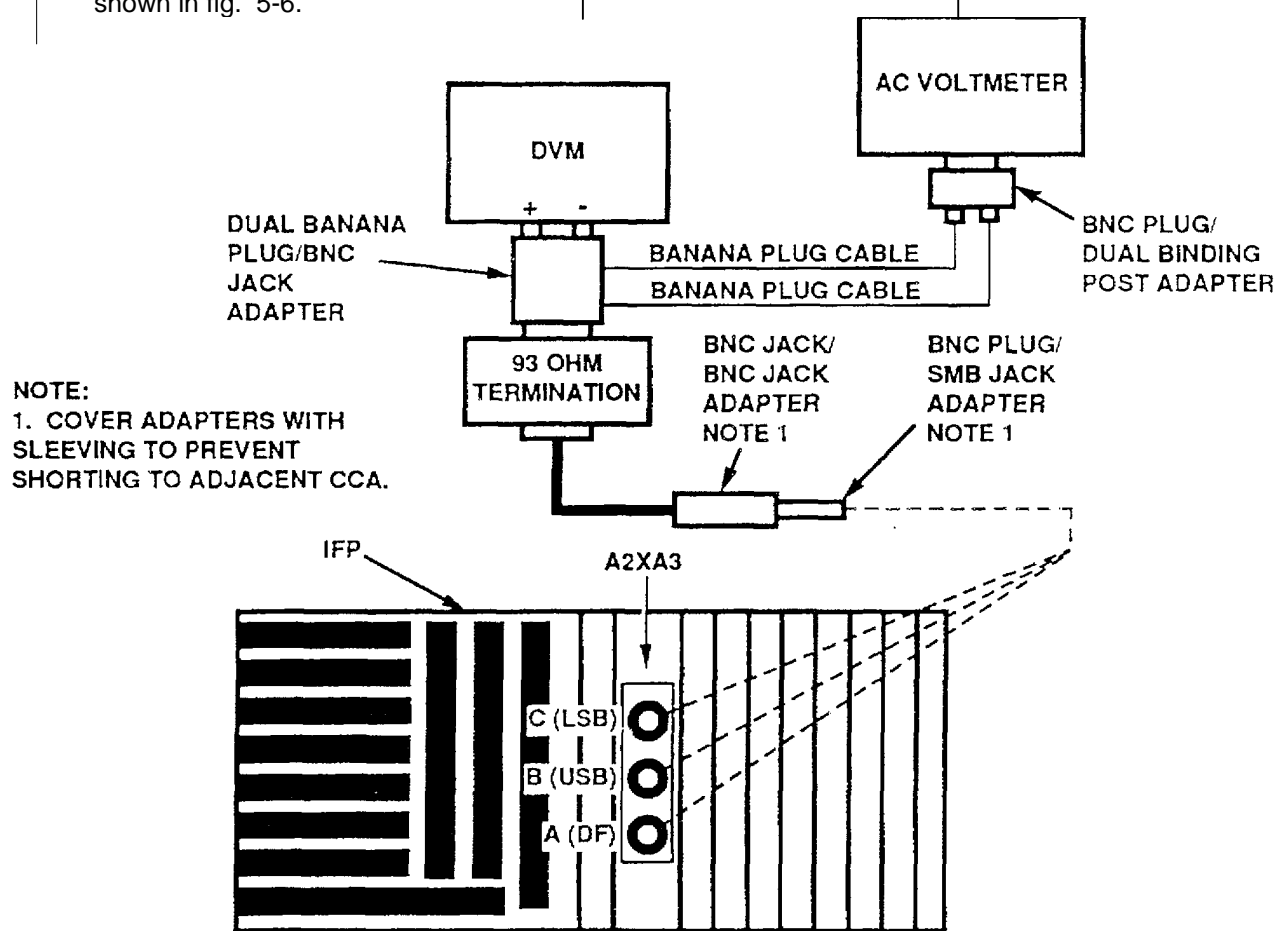 shown in fig. 5-6.
AC VOLTMETER
DVM
+ -
DUAL BANANA
PLUG/BNC
JACK
ADAPTER
BANANA PLUG CABLE
BANANA PLUG CABLE
BNC PLUG/
DUAL BINDING
POST ADAPTER
93 OHM
TERMINATION
BNC JACK/
BNC JACK
ADAPTER
NOTE 1
BNC PLUG/
SMB JACK
ADAPTER
NOTE 1
NOTE:
1. COVER ADAPTERS WITH
SLEEVING TO PREVENT
SHORTING TO ADJACENT CCA.
IFP
A2XA3
C (LSB)
B (USB)
A (DF)